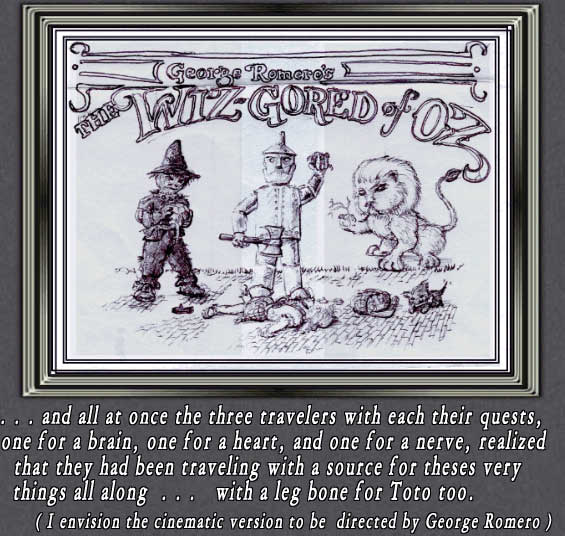 George Romero's
THE WIZ-GORED of OZ
. . . and all at once the three travelers with each their quests,
one for a brain, one for a heart, and one for a nerve, realized
that they had been traveling with a source for theses very
things all along . . . with a leg bone for Toto too.
( I envision the cinematic version to be directed by George Romero )